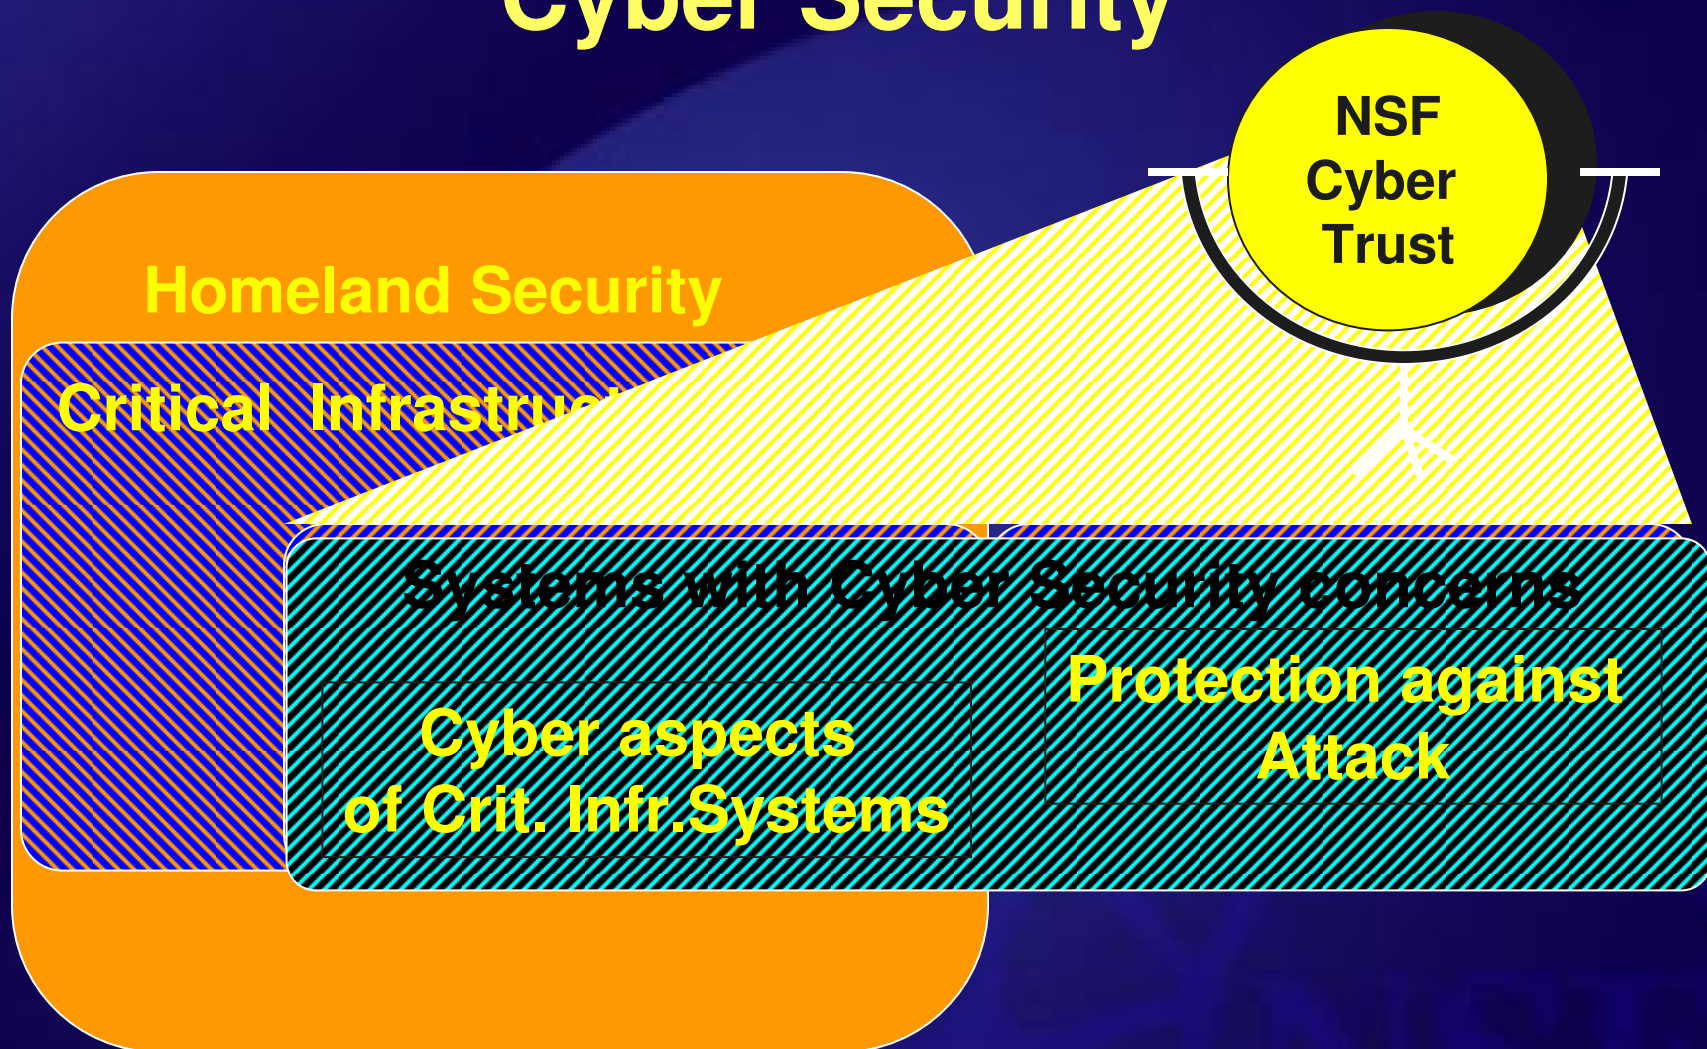 Cyber Security
NSF
Cyber
Trust
Homeland Security
Critical Infrastruc
Systems with Cyber Security concerns
Protection against
Attack
Cyber aspects
of Crit. Infr.Systems